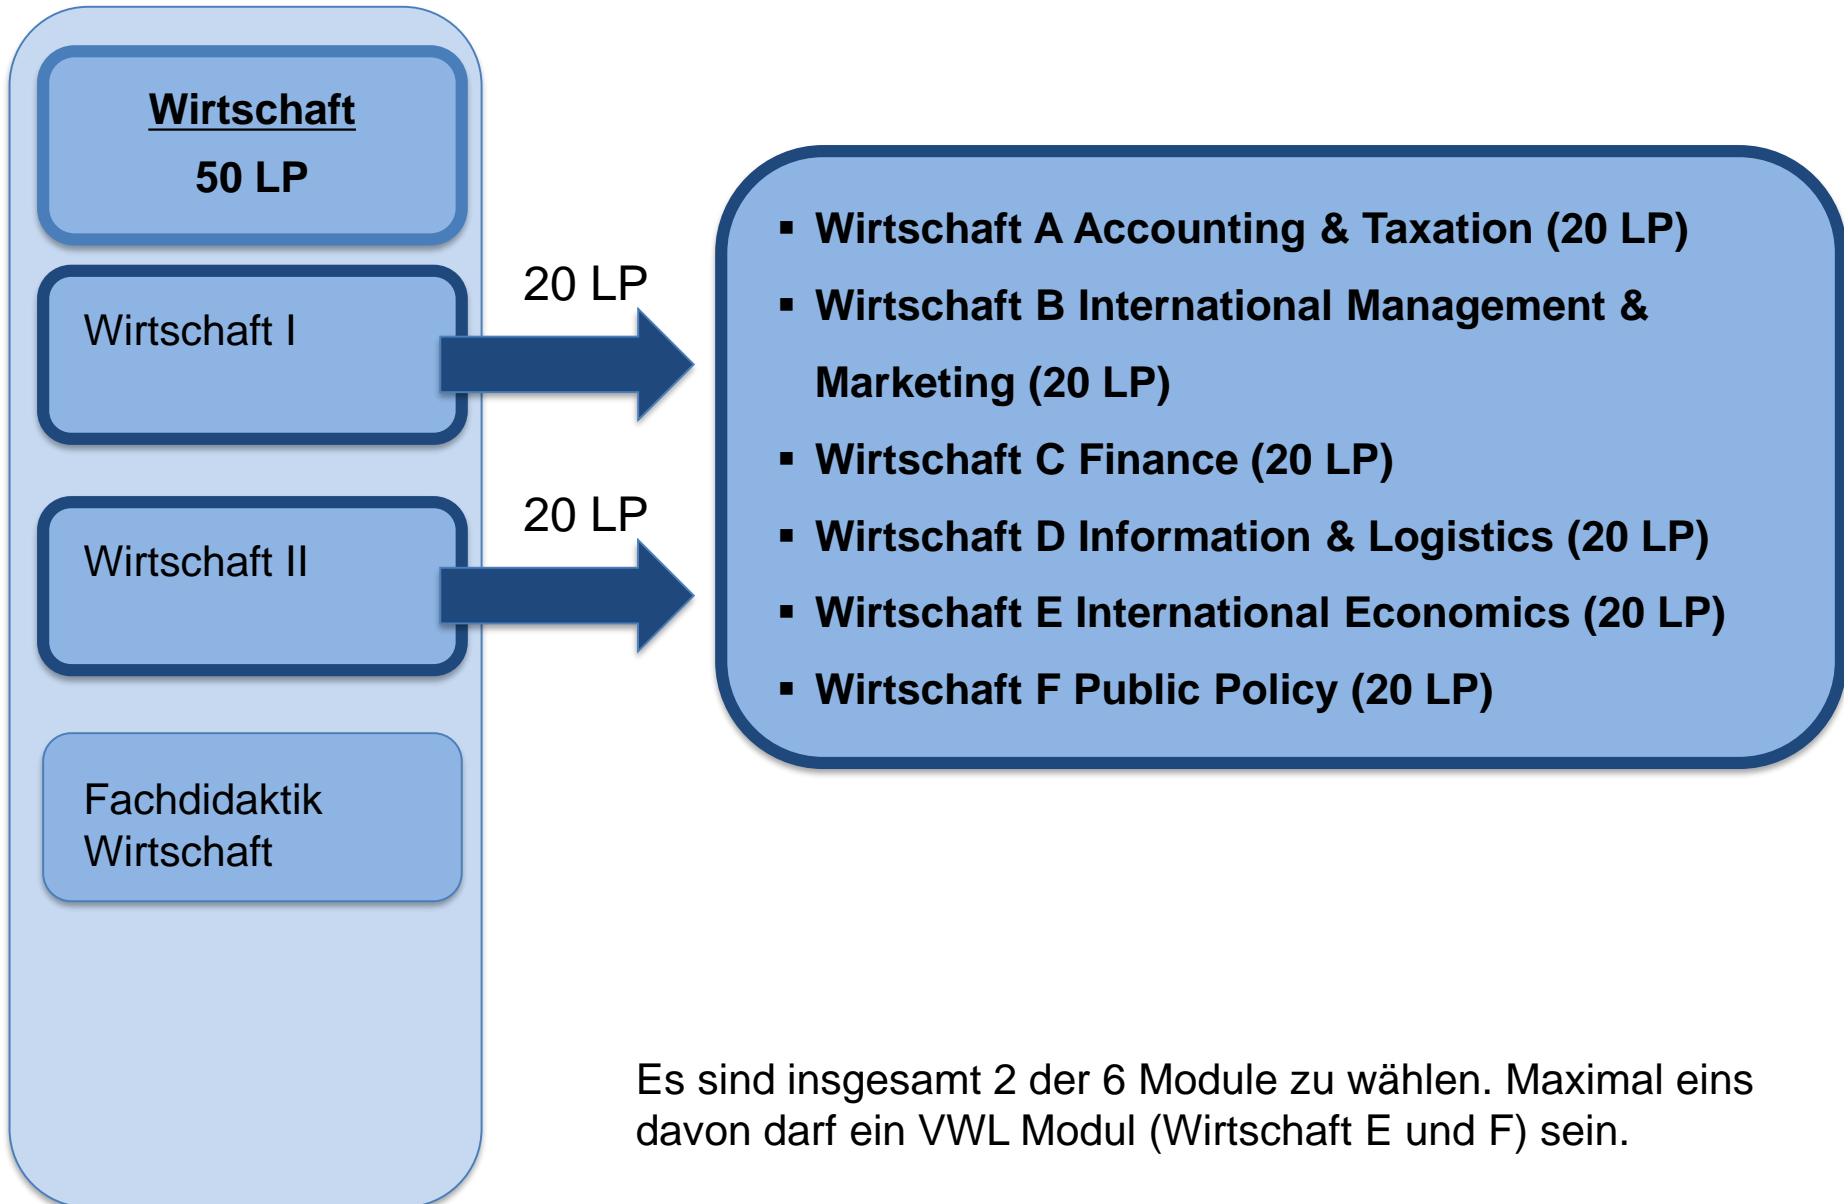 Wirtschaft
50 LP
Wirtschaft I
20 LP
Wirtschaft II
20 LP
Fachdidaktik
Wirtschaft
▪ Wirtschaft A Accounting & Taxation (20 LP)
▪ Wirtschaft B International Management &
Marketing (20 LP)
▪ Wirtschaft C Finance (20 LP)
▪ Wirtschaft D Information & Logistics (20 LP)
▪ Wirtschaft E International Economics (20 LP)
▪ Wirtschaft F Public Policy (20 LP)
Es sind insgesamt 2 der 6 Module zu wählen. Maximal eins
davon darf ein VWL Modul (Wirtschaft E und F) sein.